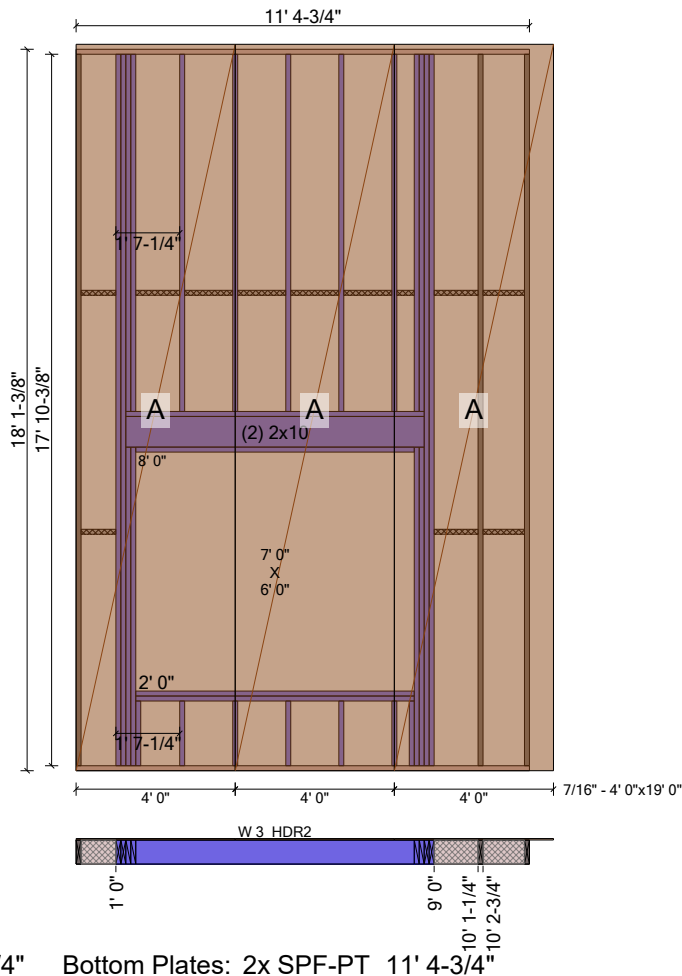 11' 4-3/4"
1' 7-1/4"
18' 1-3/8"
17' 10-3/8"
A
A
A
(2) 2x10
8' 0"
7' 0"
X
6' 0"
2' 0"
1' 7-1/4"
4' 0"
4' 0"
4' 0"
7/16" - 4' 0"x19' 0"
W 3 HDR2
1' 0"
9' 0"
10' 1-1/4"
10' 2-3/4"
/4" Bottom Plates: 2x SPF-PT 11' 4-3/4"